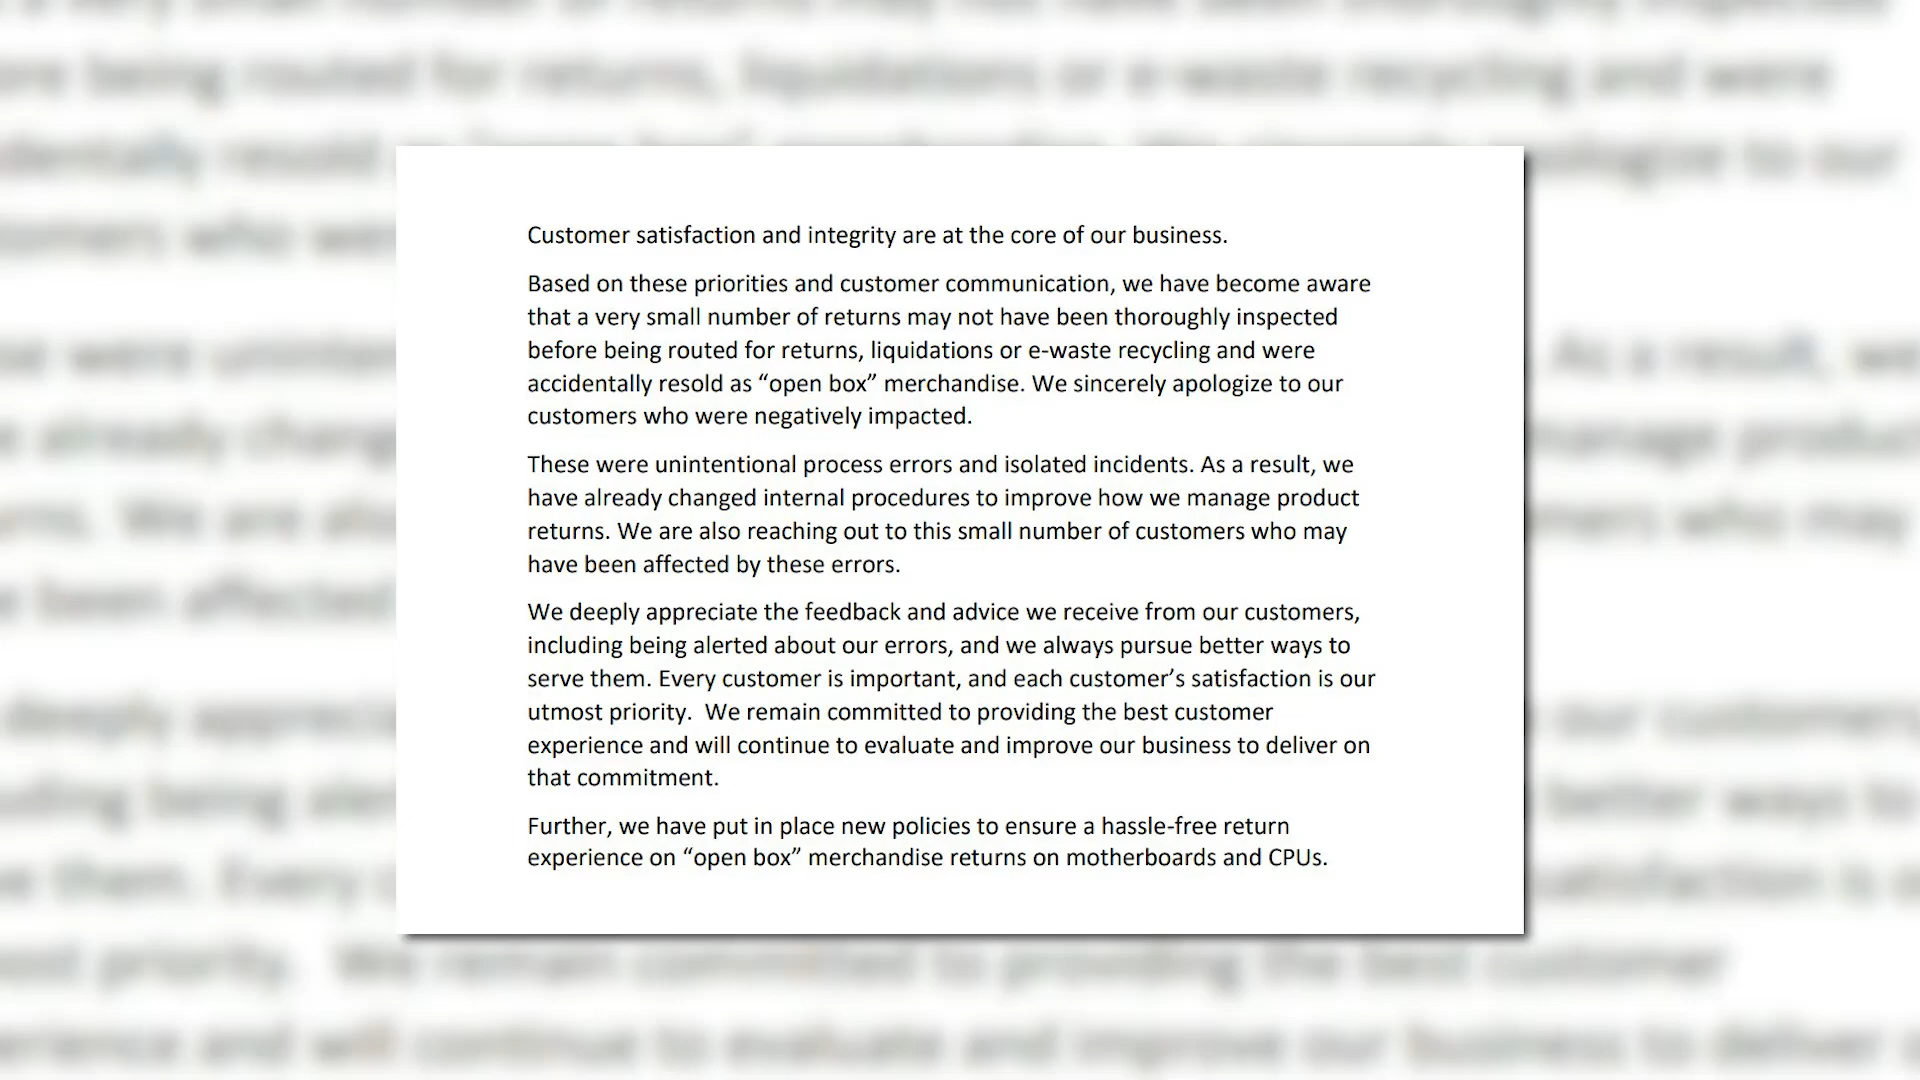 Customer satisfaction and integrity are at the core of our business.
Based on these priorities and customer communication, we have become aware
that a very small number of returns may not have been thoroughly inspected
before being routed for returns, liquidations or e-waste recycling and were
accidentally resold as “open box” merchandise. We sincerely apologize to our
customers who were negatively impacted.
These were unintentional process errors and isolated incidents. As a result, we
have already changed internal procedures to improve how we manage product
returns. We are also reaching out to this small number of customers who may
have been affected by these errors.
We deeply appreciate the feedback and advice we receive from our customers,
including being alerted about our errors, and we always pursue better ways to
serve them. Every customer is important, and each customer’s satisfaction is our
utmost priority.  We remain committed to providing the best customer
experience and will continue to evaluate and improve our business to deliver on
that commitment.
Further, we have put in place new policies to ensure a hassle-free return
experience on “open box” merchandise returns on motherboards and CPUs.